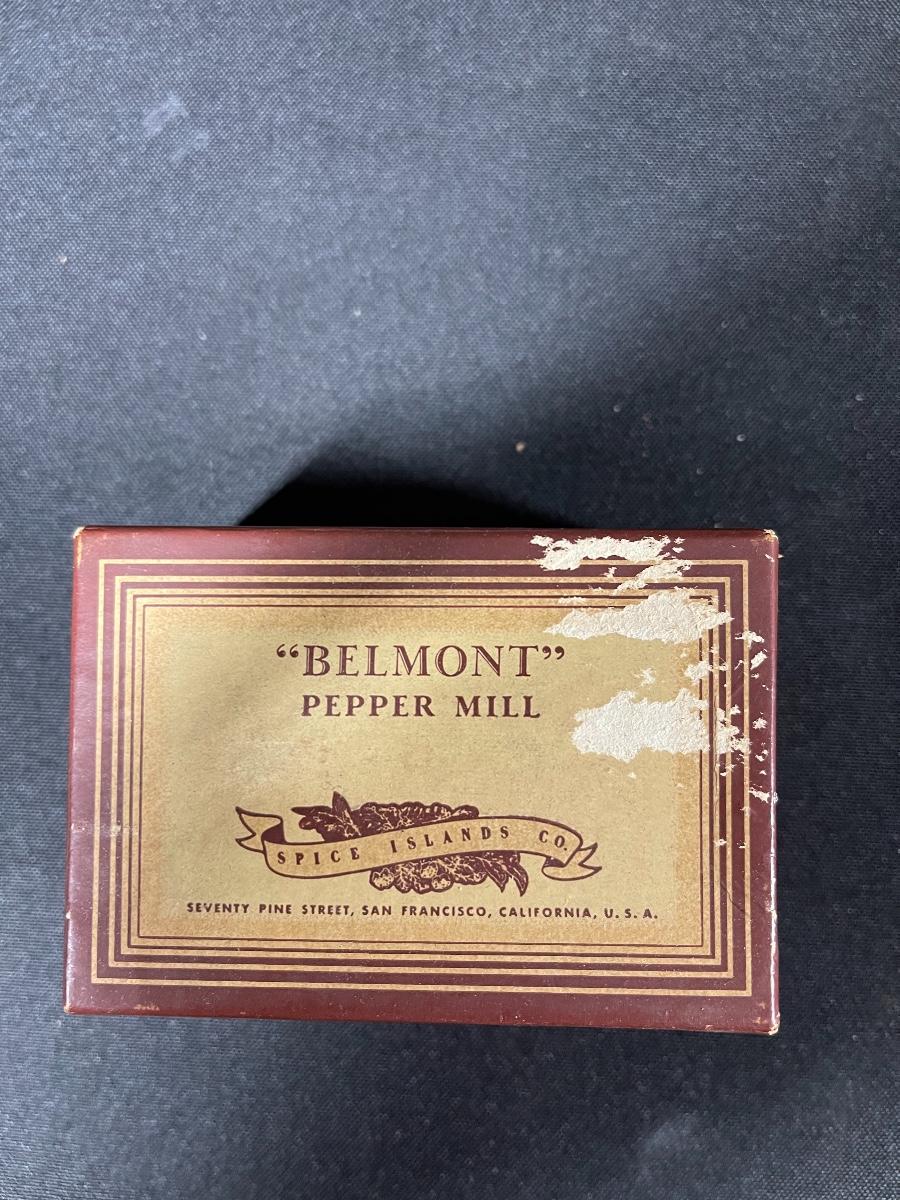 “BELMONT”
PEPPER MILL
SPICE ISLANDS CO.
SEVENTY PINE STREET, SAN FRANCISCO, CALIFORNIA, U. S. A.